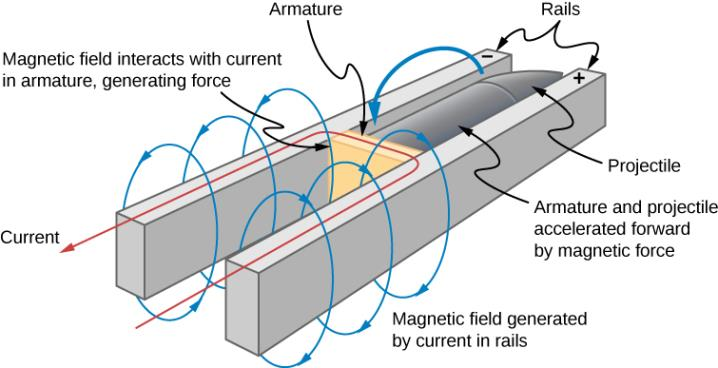 Armature
Rails
Magnetic field interacts with current
in armature, generating force
–
+
Projectile
Armature and projectile
accelerated forward
by magnetic force
Current
Magnetic field generated
by current in rails